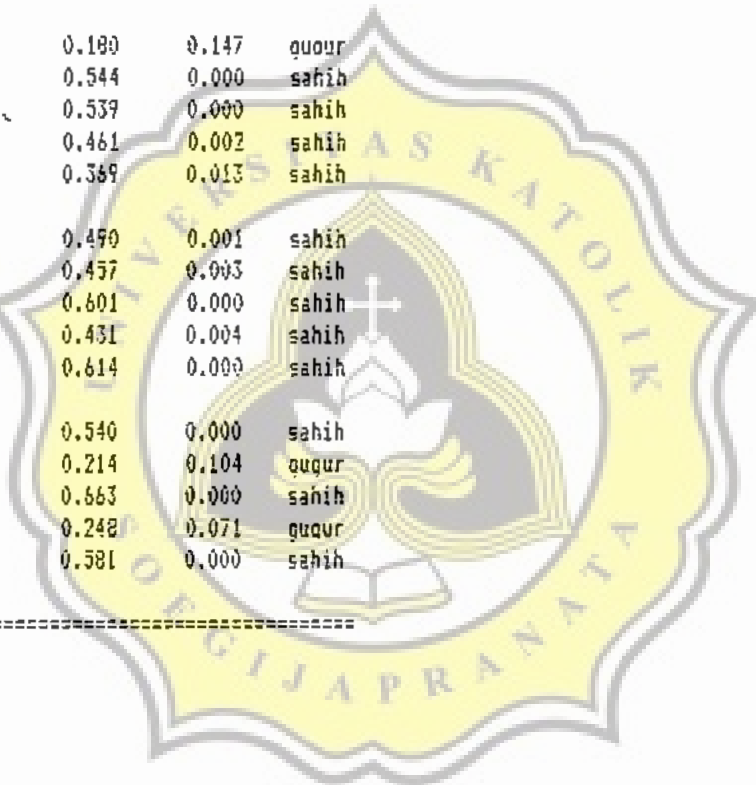 0.180 0.147 guour
0.544 0.000 sahih
0.539 0.000 sahih
0.461 0.002 sahih
0.369 0.013 sahih
0.490 0.001 sahih
0.457 0.003 sahih
0.601 0.000 sahih
0.431 0.004 sahih
0.614 0.000 sahih
0.540 0.000 sahih
0.214 0.104 gugur
0.663 0.000 sahih
0.248 0.071 gugur
0.581 0.000 sahih
UNIVERSITAS KATOLIK
SOEGIJAPRANATA